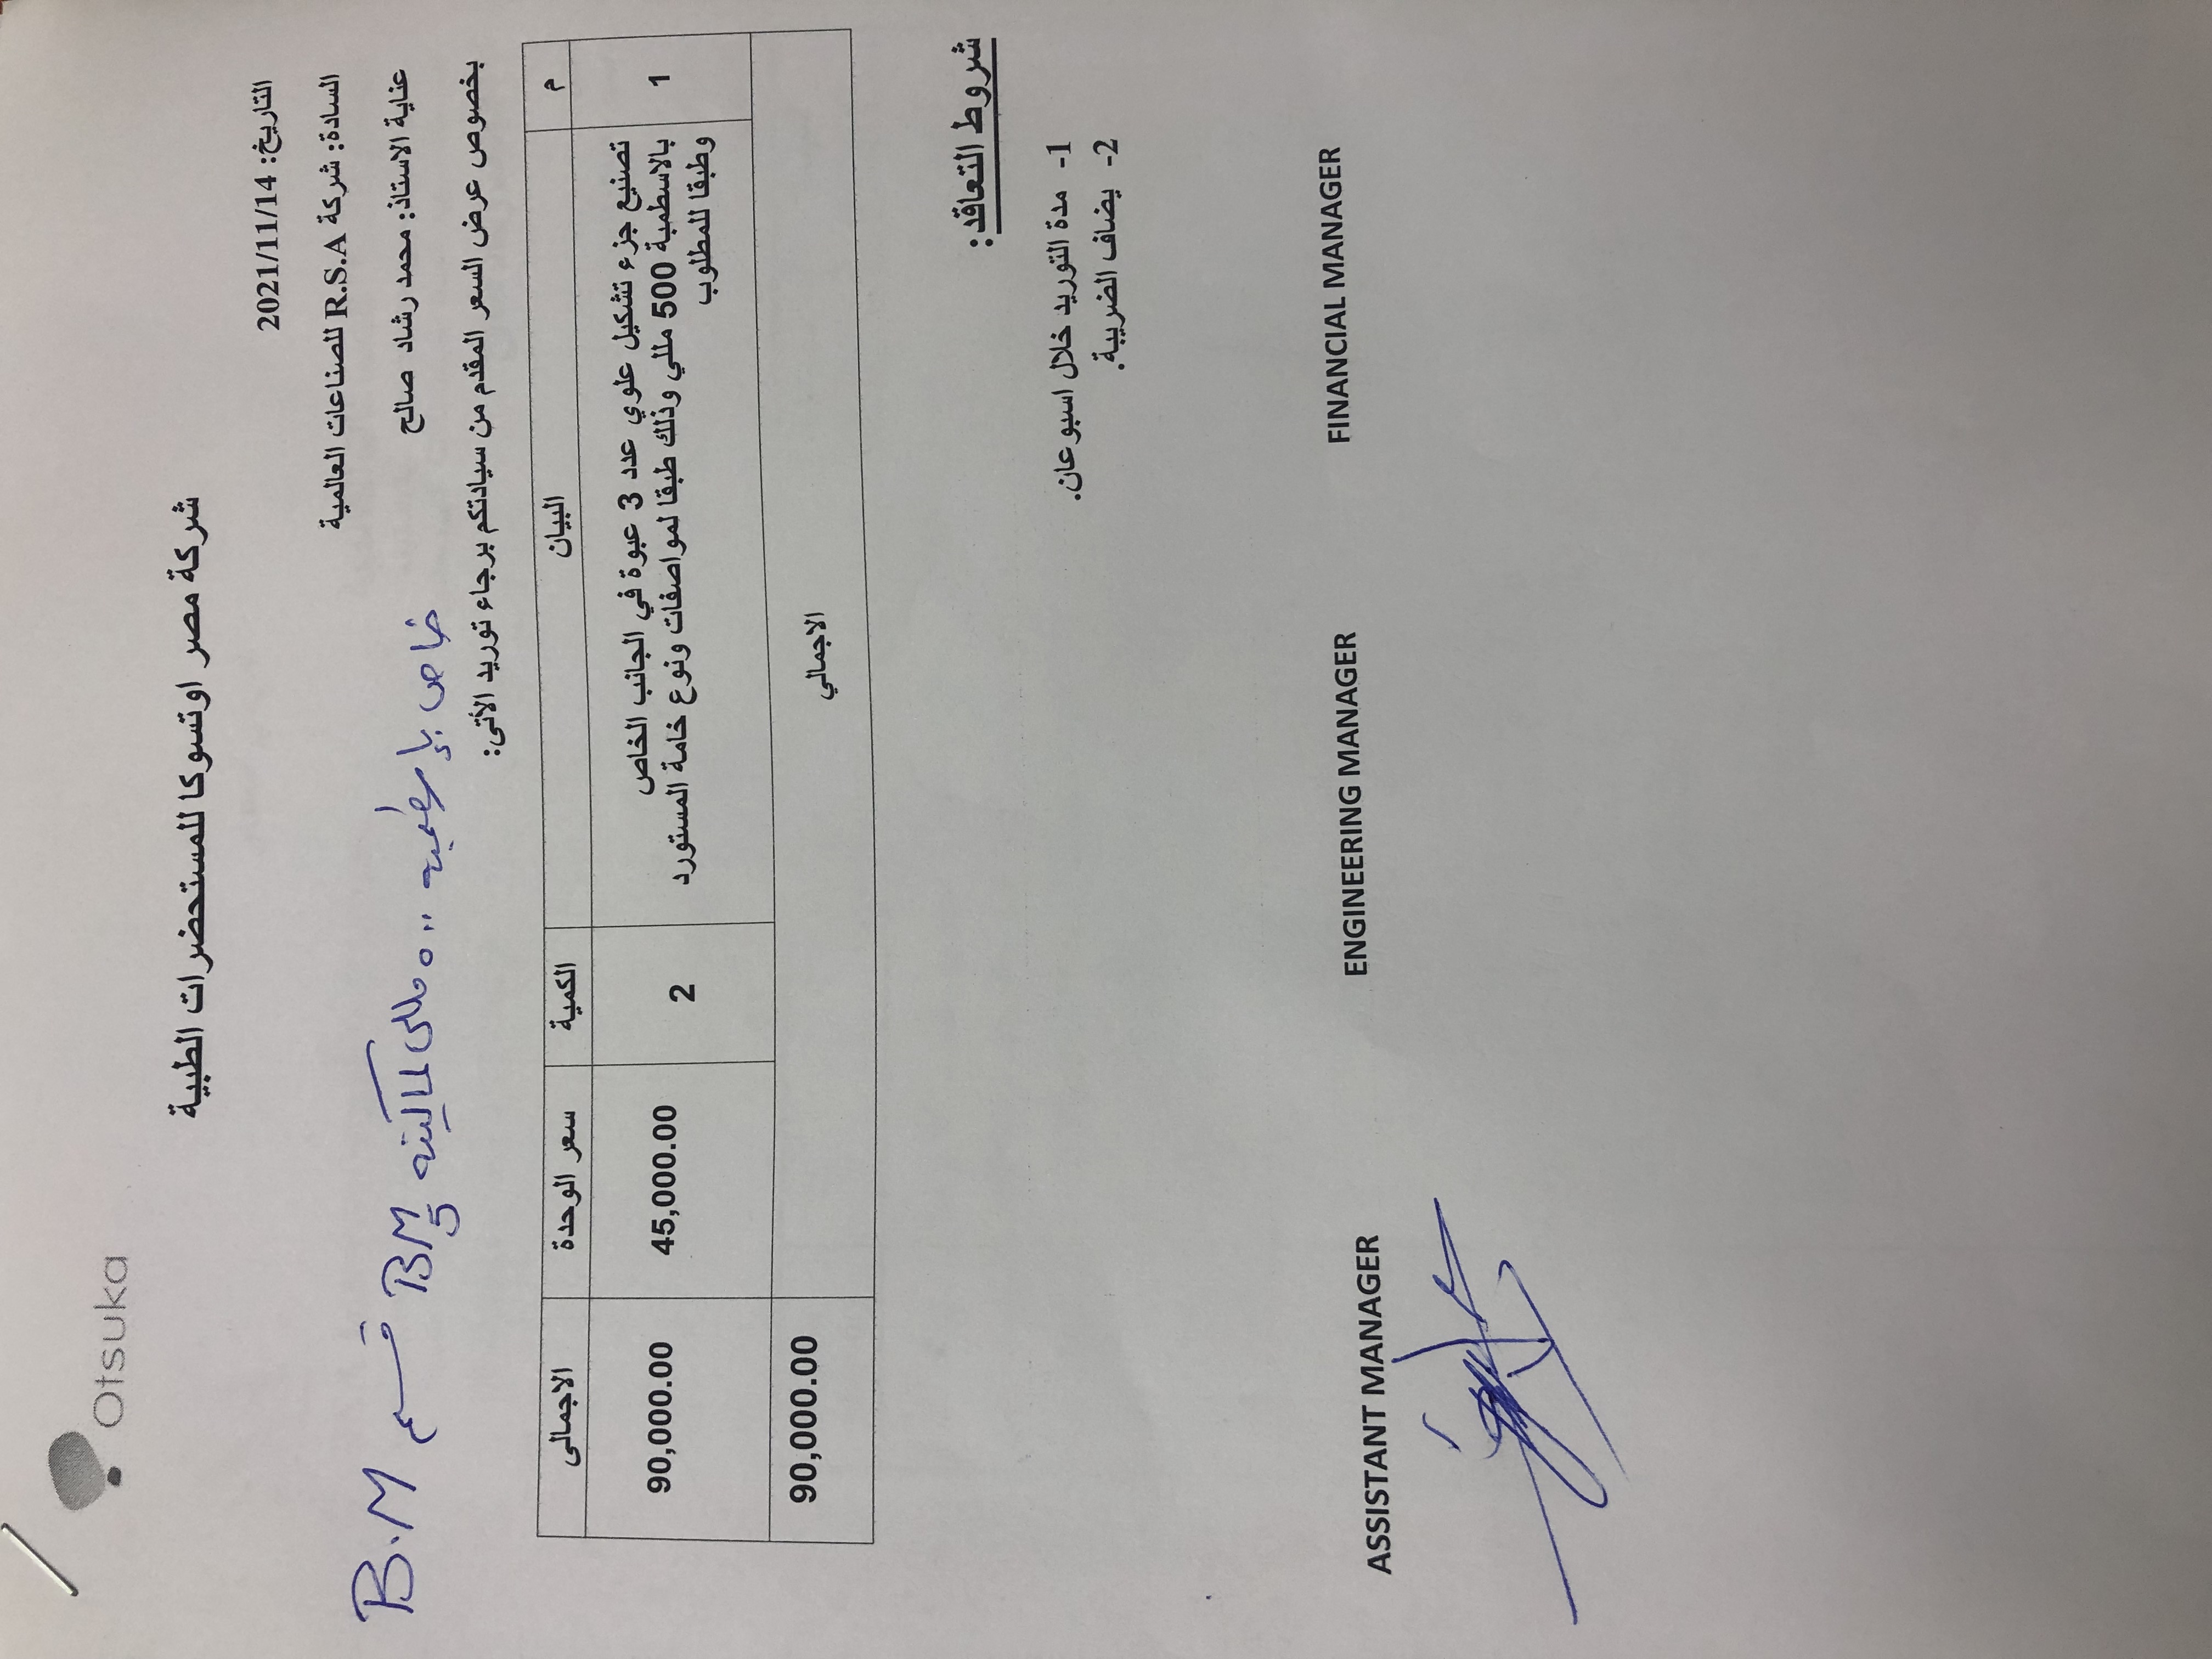 Otsuka
شركة مصر اوتسوكا للمستحضرات الطبية
التاريخ: 2021/11/14
السادة: شركة R.S.A للصناعات العالمية
عناية الاستاذ: محمد رشاد صالح
خاص بإسطمبه ٥٠٠ مللى لماكينه BM5 قسم B.M
بخصوص عرض السعر المقدم من سيادتكم برجاء توريد الأتى:
م البيان الكمية سعر الوحدة الاجمالى
1 تصنيع جزء تشكيل علوي عدد 3 عبوة في الجانب الخاص
بالاسطمبة 500 مللي وذلك طبقا لمواصفات ونوع خامة المستورد
وطبقا للمطلوب
2 45,000.00 90,000.00
الاجمالي 90,000.00
شروط التعاقد:
1- مدة التوريد خلال اسبوعان.
2- يضاف الضريبة.
ASSISTANT MANAGER ENGINEERING MANAGER FINANCIAL MANAGER